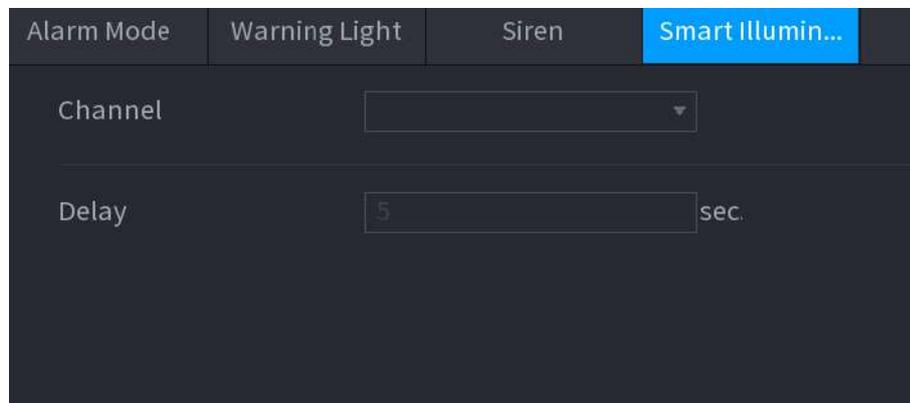 Alarm Mode Warning Light Siren Smart Illumin...
Channel
Delay 5 sec.